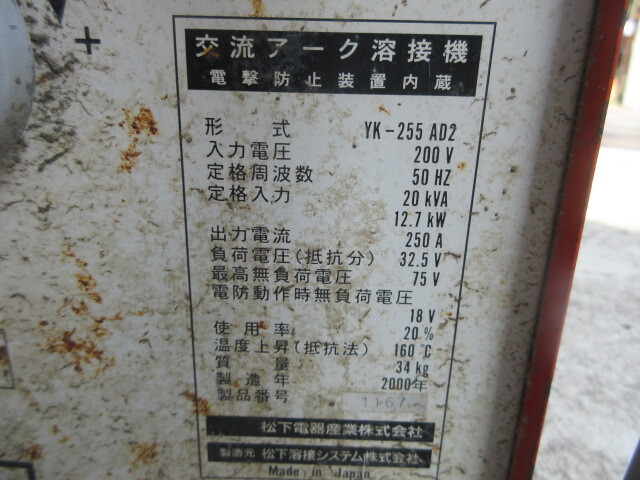 +
交流アーク溶接機
電撃防止装置内蔵
形 式 YK-255 AD2
入力電圧 200 V
定格周波数 50 HZ
定格入力 20 kVA
12.7 kW
出力電流 250 A
負荷電圧(抵抗分) 32.5 V
最高無負荷電圧 75 V
電防動作時無負荷電圧
18 V
使用率 20 %
温度上昇(抵抗法) 160 ℃
質 量 34 kg
製造年 2000年
製品番号
松下電器産業株式会社
製造元 松下溶接システム株式会社
Made in Japan